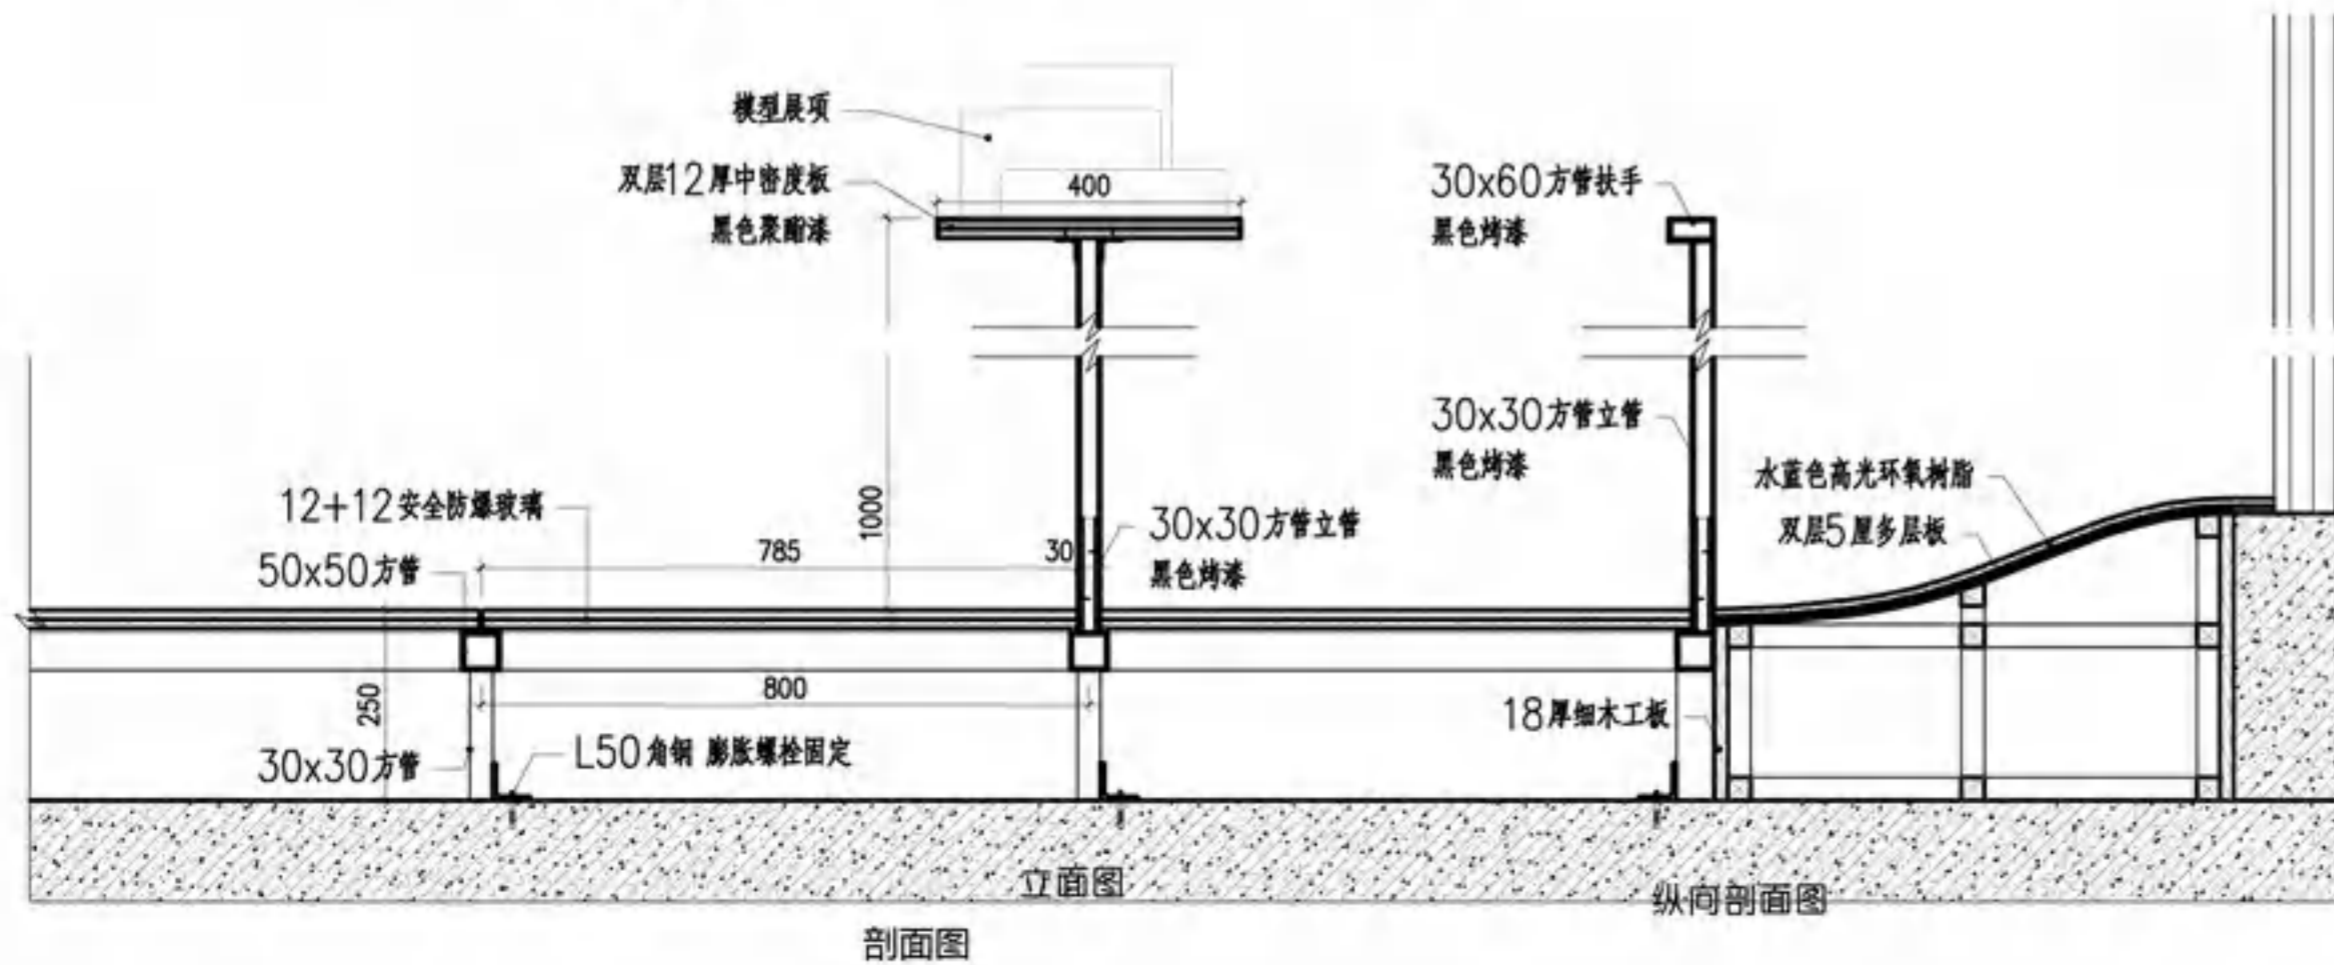 模型展项
双层12厚中密度板
黑色聚酯漆
400
30x60方管扶手
黑色烤漆
1000
30x30方管立管
黑色烤漆
水蓝色高光环氧树脂
双层5厘多层板
12+12安全防爆玻璃
50x50方管
785
30
30x30方管立管
黑色烤漆
250
800
18厚细木工板
30x30方管
L50角钢 膨胀螺栓固定
立面图
纵向剖面图
剖面图